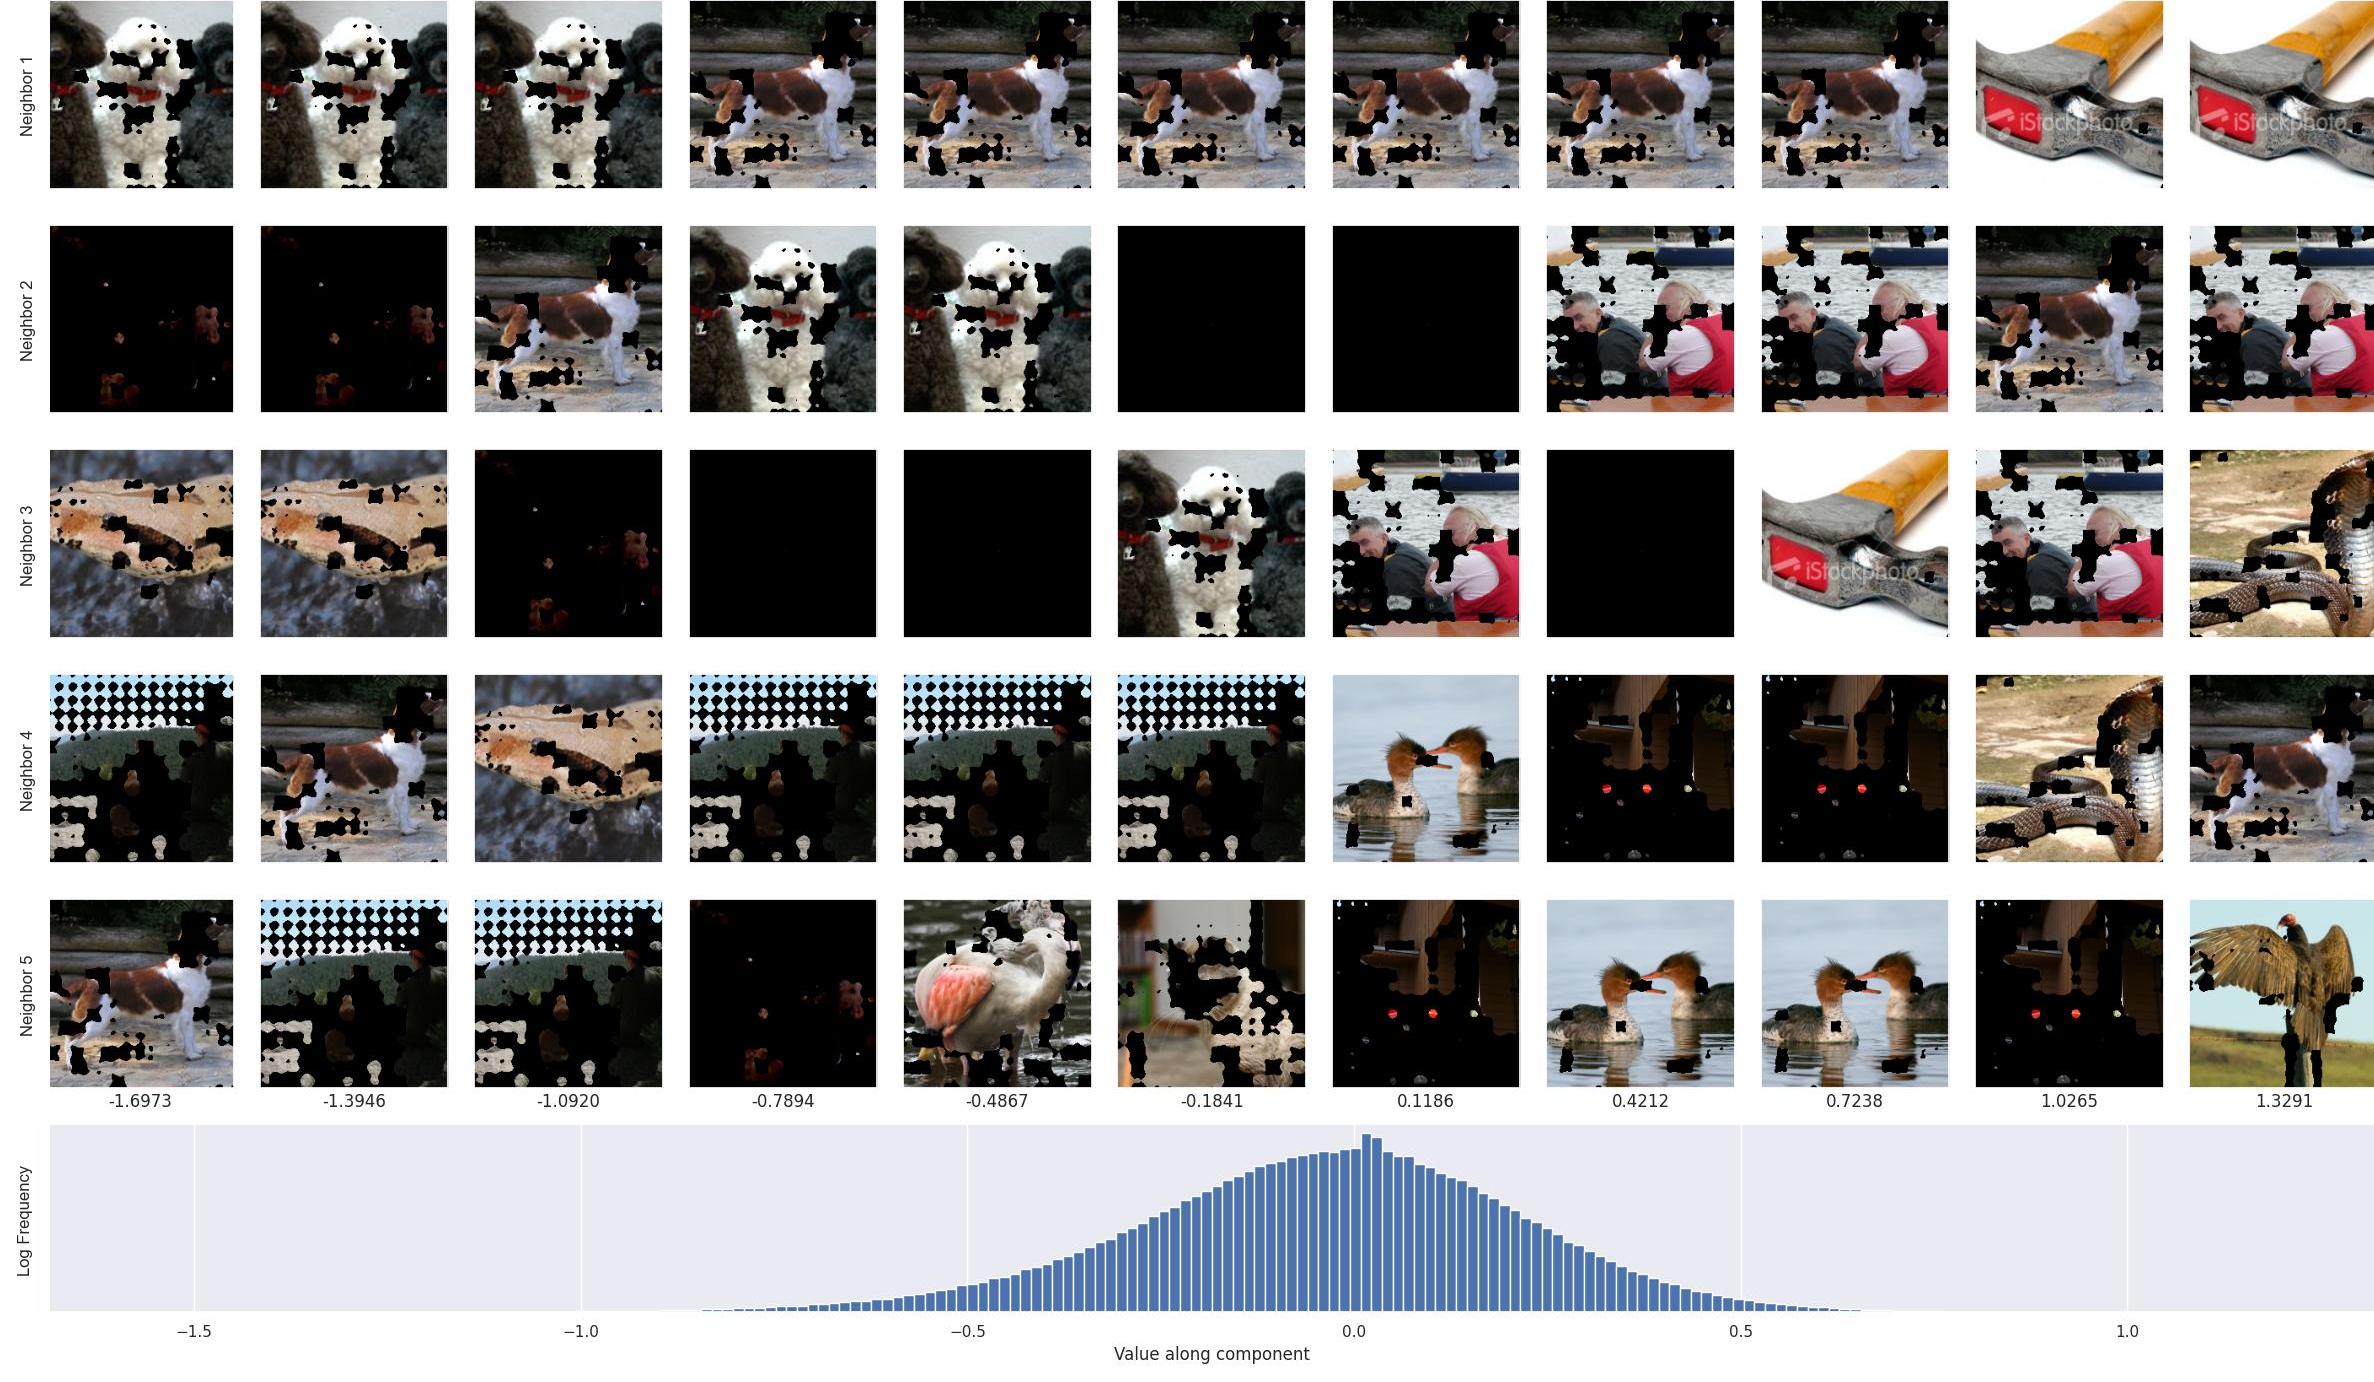 Neighbor 1
iStockphoto
iStockphoto
Neighbor 2
Neighbor 3
iStockphoto
Neighbor 4
Neighbor 5
-1.6973 -1.3946 -1.0920 -0.7894 -0.4867 -0.1841 0.1186 0.4212 0.7238 1.0265 1.3291
Log Frequency
−1.5 −1.0 −0.5 0.0 0.5 1.0
Value along component